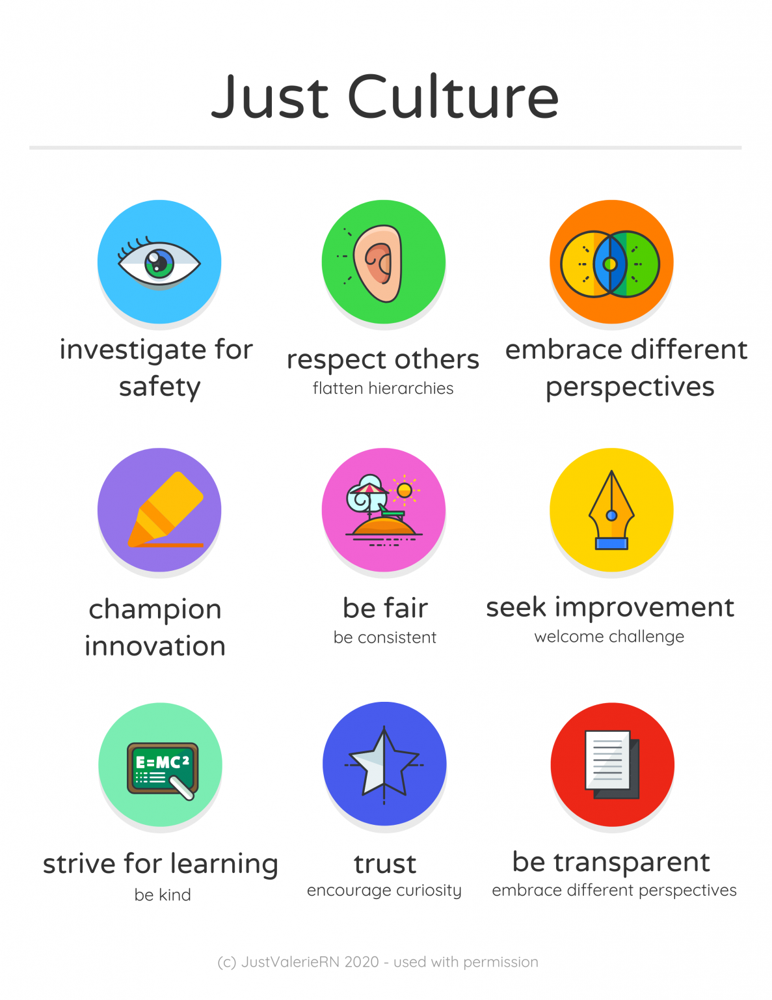 Just Culture
investigate for
safety
respect others
flatten hierarchies
embrace different
perspectives
champion
innovation
be fair
be consistent
seek improvement
welcome challenge
E=MC²
strive for learning
be kind
trust
encourage curiosity
be transparent
embrace different perspectives
(c) JustValerieRN 2020 - used with permission